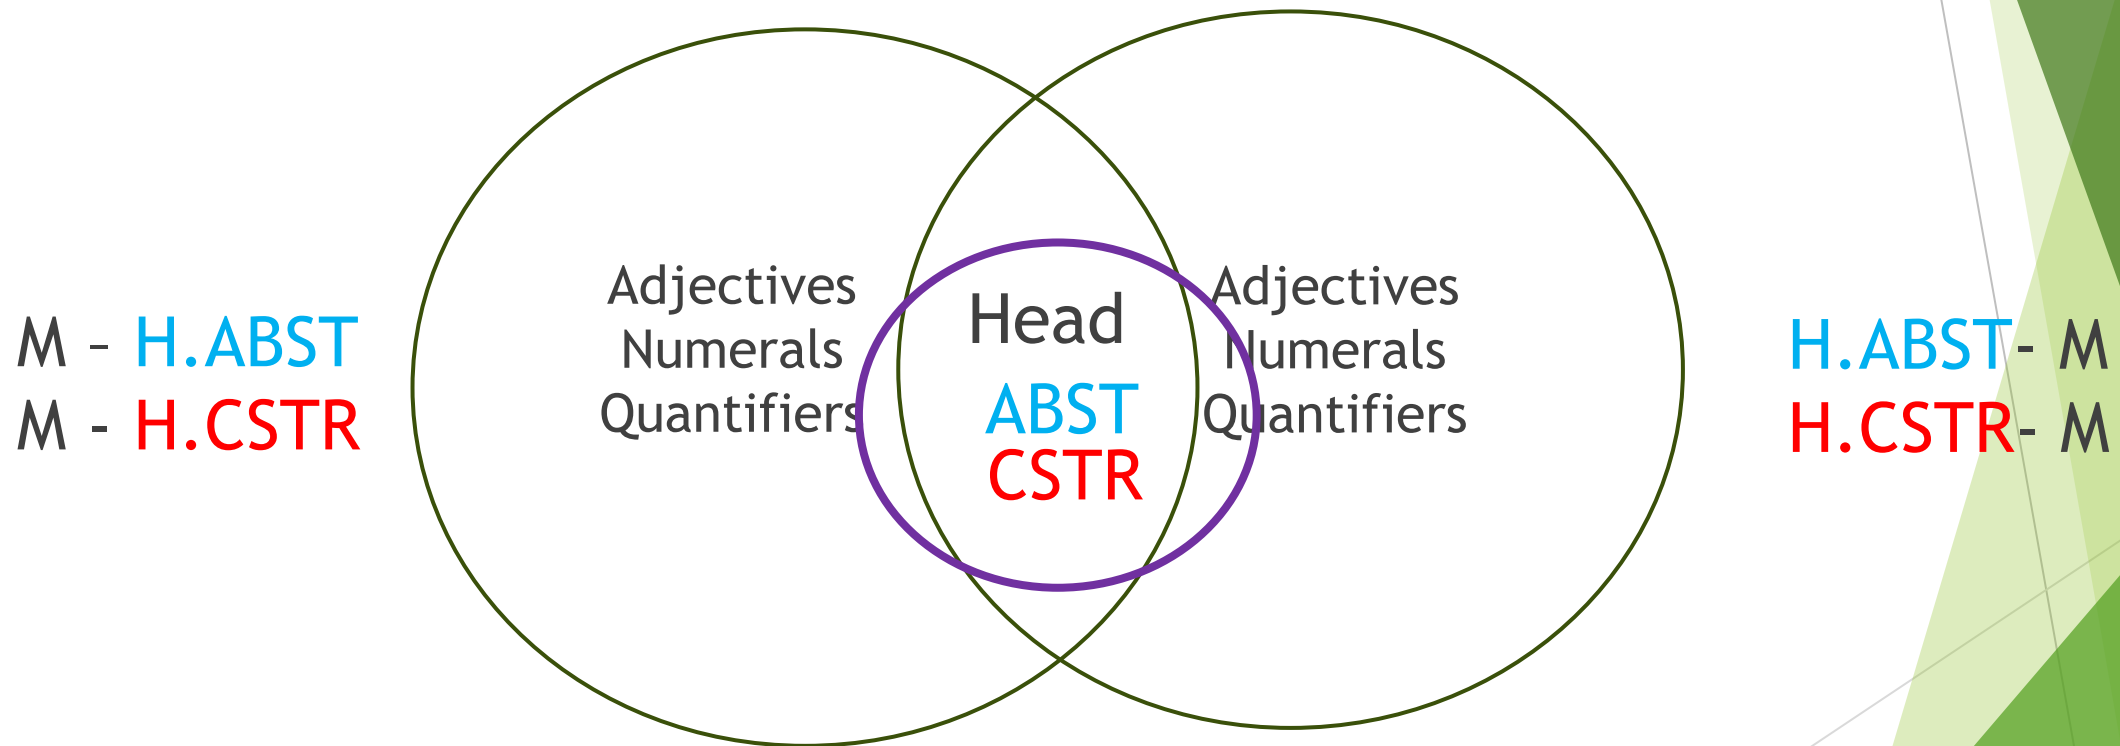 M – H.ABST
M - H.CSTR
Adjectives
Numerals
Quantifiers
Head
ABST
CSTR
Adjectives
Numerals
Quantifiers
H.ABST- M
H.CSTR- M